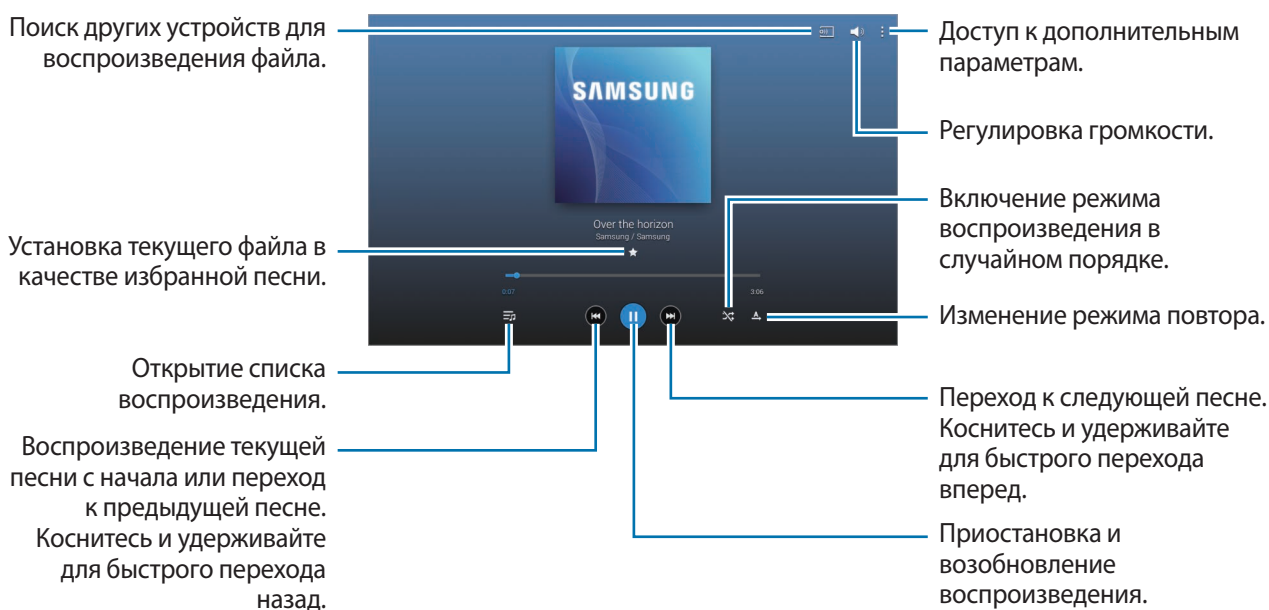 Поиск других устройств для
воспроизведения файла.
Установка текущего файла в
качестве избранной песни.
Открытие списка
воспроизведения.
Воспроизведение текущей
песни с начала или переход
к предыдущей песне.
Коснитесь и удерживайте
для быстрого перехода
назад.
SAMSUNG
Over the horizon
Samsung / Samsung
0:07
3:06
Доступ к дополнительным
параметрам.
Регулировка громкости.
Включение режима
воспроизведения в
случайном порядке.
Изменение режима повтора.
Переход к следующей песне.
Коснитесь и удерживайте
для быстрого перехода
вперед.
Приостановка и
возобновление
воспроизведения.